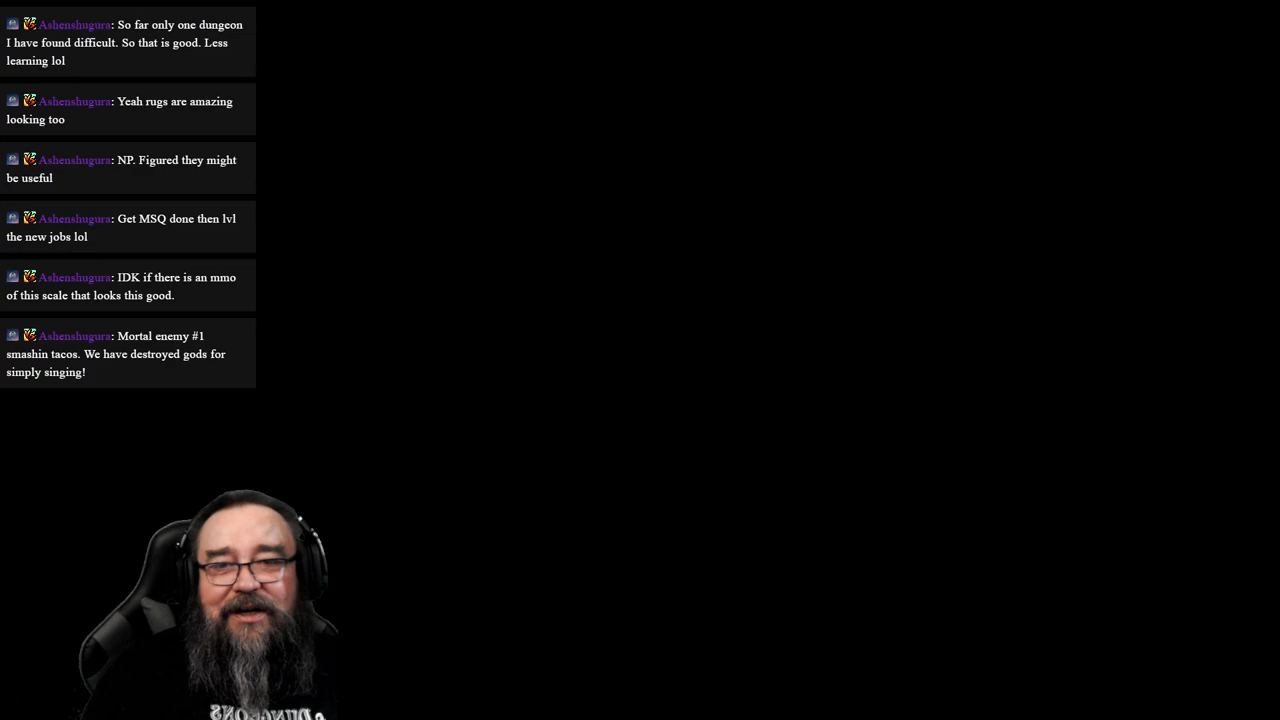 Ashenshugura: So far only one dungeon
I have found difficult. So that is good. Less
learning lol
Ashenshugura: Yeah rugs are amazing
looking too
Ashenshugura: NP. Figured they might
be useful
Ashenshugura: Get MSQ done then lvl
the new jobs lol
Ashenshugura: IDK if there is an mmo
of this scale that looks this good.
Ashenshugura: Mortal enemy #1
smashin tacos. We have destroyed gods for
simply singing!
DUNGEONS